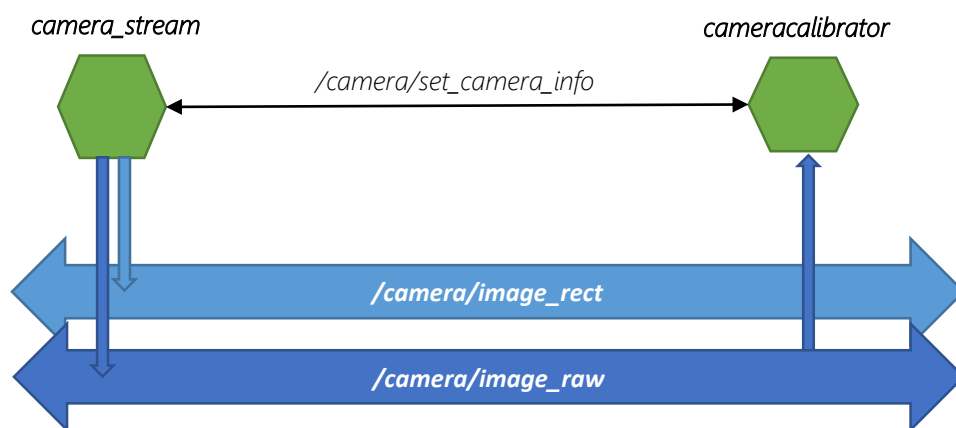 camera_stream
cameracalibrator
/camera/set_camera_info
/camera/image_rect
/camera/image_raw